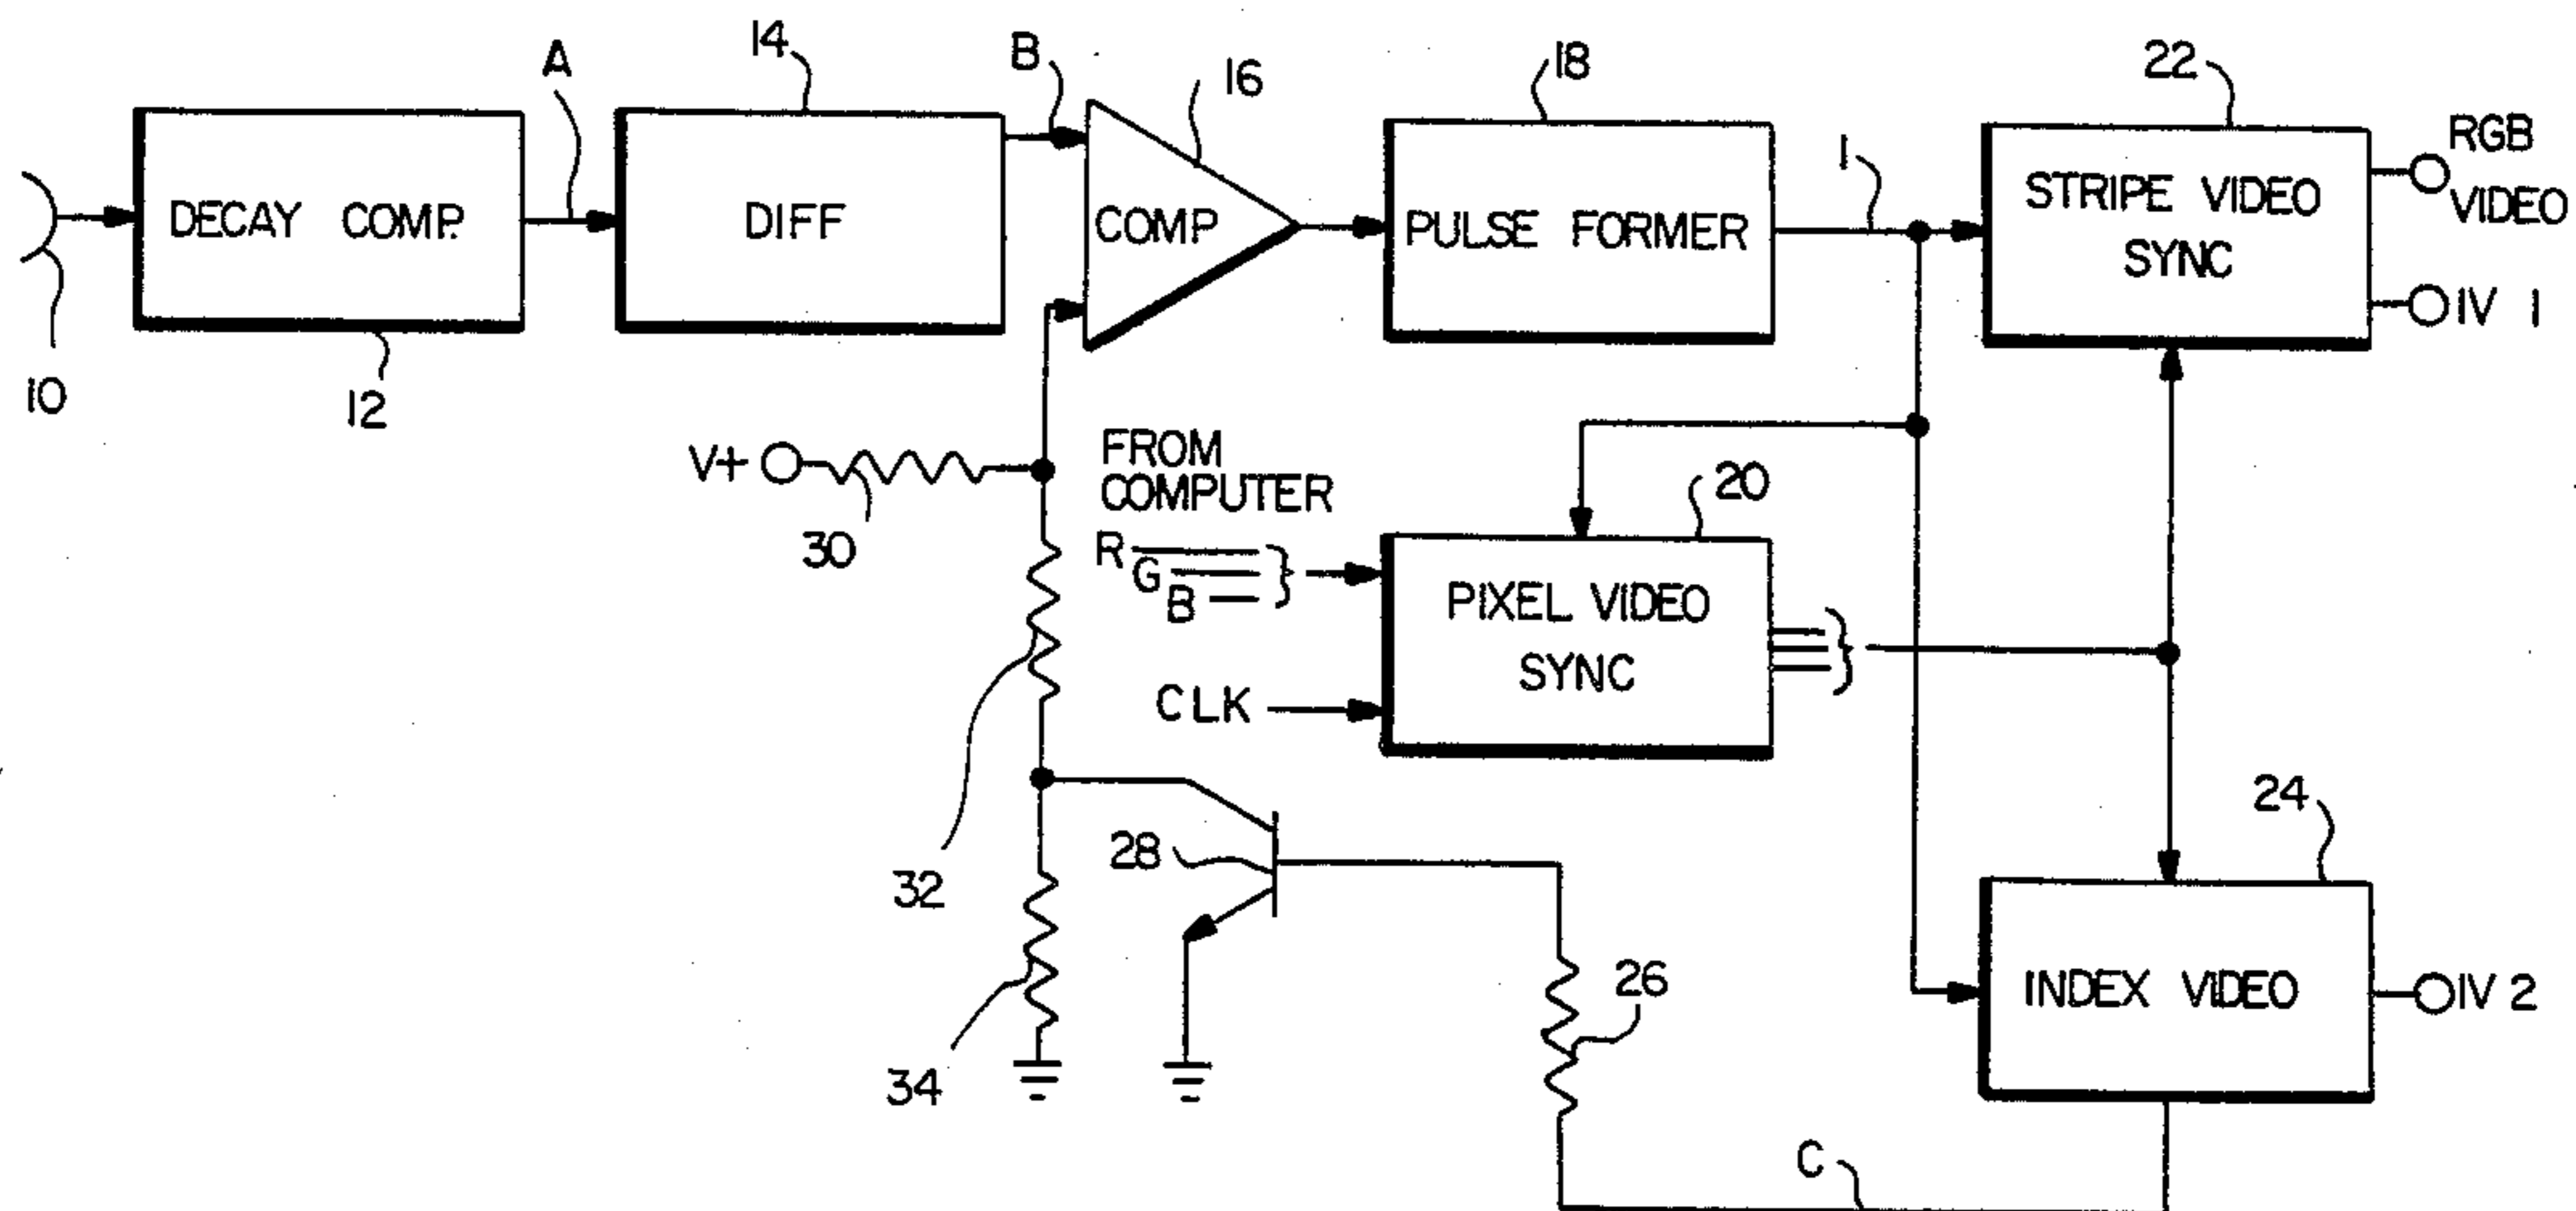 A
14
B
16
18
22
RGB
VIDEO
DECAY COMP.
DIFF
COMP
PULSE FORMER
1
STRIPE VIDEO
SYNC
IV 1
10
12
V+
30
FROM
COMPUTER
R
G
B
CLK
20
PIXEL VIDEO
SYNC
32
28
24
34
26
INDEX VIDEO
IV 2
C